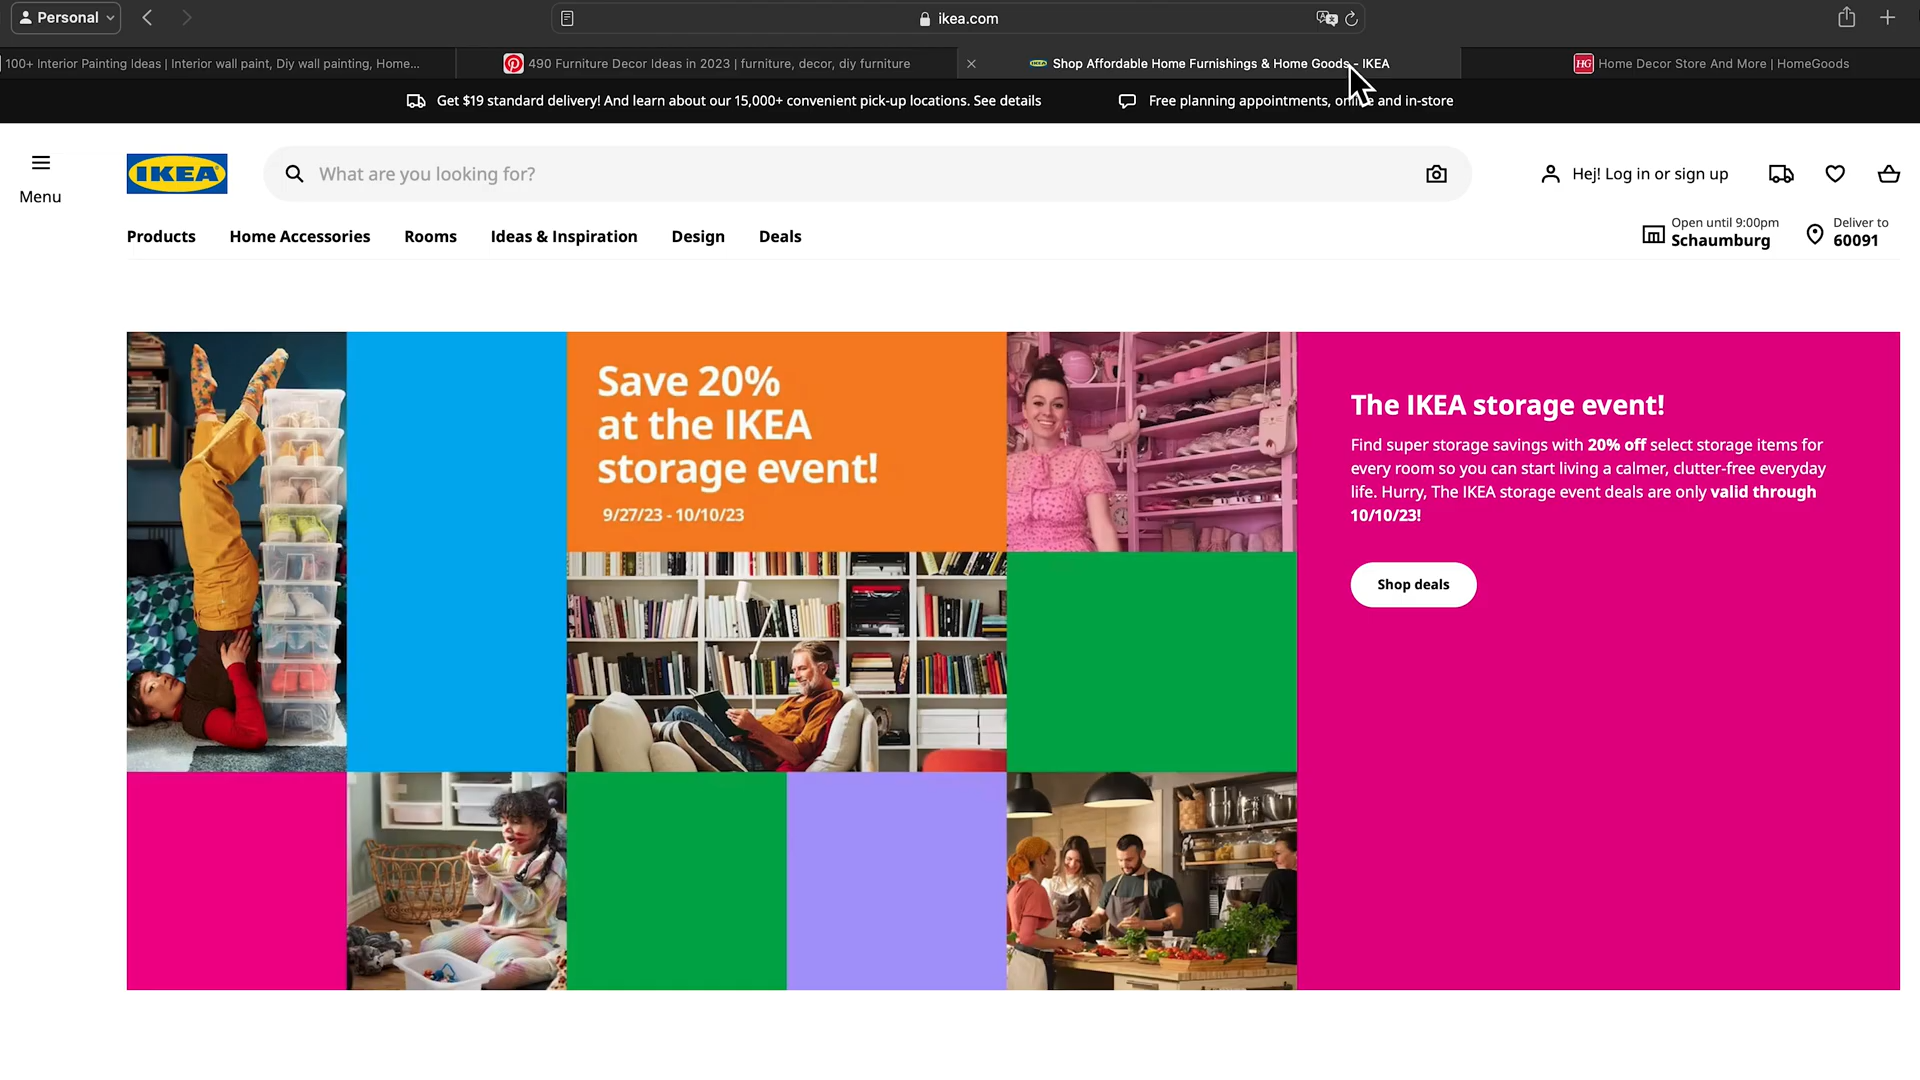 Personal
ikea.com
100+ Interior Painting Ideas | Interior wall paint, Diy wall painting, Home...
490 Furniture Decor Ideas in 2023 | furniture, decor, diy furniture
Shop Affordable Home Furnishings & Home Goods - IKEA
HG Home Decor Store And More | HomeGoods
Get $19 standard delivery! And learn about our 15,000+ convenient pick-up locations. See details
Free planning appointments, online and in-store
Menu
IKEA
What are you looking for?
Hej! Log in or sign up
Products
Home Accessories
Rooms
Ideas & Inspiration
Design
Deals
Open until 9:00pm
Schaumburg
Deliver to
60091
Save 20%
at the IKEA
storage event!
9/27/23 - 10/10/23
The IKEA storage event!
Find super storage savings with 20% off select storage items for
every room so you can start living a calmer, clutter-free everyday
life. Hurry, The IKEA storage event deals are only valid through
10/10/23!
Shop deals